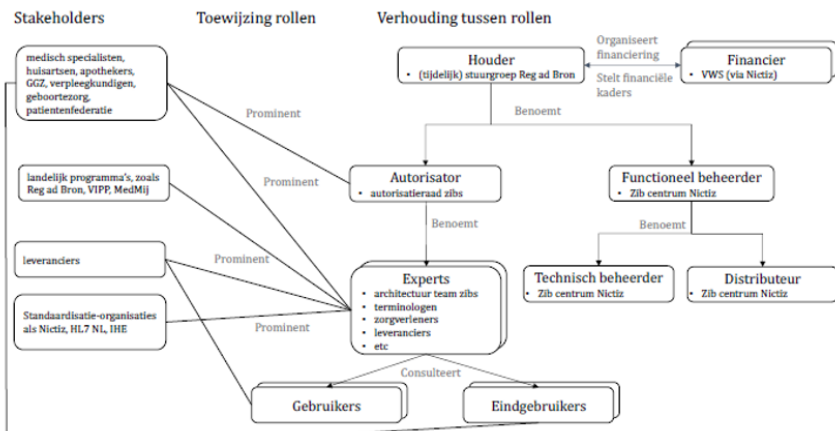 Stakeholders
Toewijzing rollen
Verhouding tussen rollen
medisch specialisten,
huisartsen, apothekers,
GGZ, verpleegkundigen,
geboortezorg,
patientenfederatie
Houder
• (tijdelijk) stuurgroep Reg ad Bron
Organiseert
financiering
Stelt financiële
kaders
Financier
• VWS (via Nictiz)
Benoemt
Prominent
landelijk programma's, zoals
Reg ad Bron, VIPP, MedMij
Prominent
Autorisator
• autorisatieraad zibs
Functioneel beheerder
• Zib centrum Nictiz
Benoemt
Benoemt
leveranciers
Prominent
Experts
• architectuur team zibs
• terminologen
• zorgverleners
• leveranciers
• etc
Technisch beheerder
• Zib centrum Nictiz
Distributeur
• Zib centrum Nictiz
Standaardisatie-organisaties
als Nictiz, HL7 NL, IHE
Prominent
Consulteert
Gebruikers
Eindgebruikers